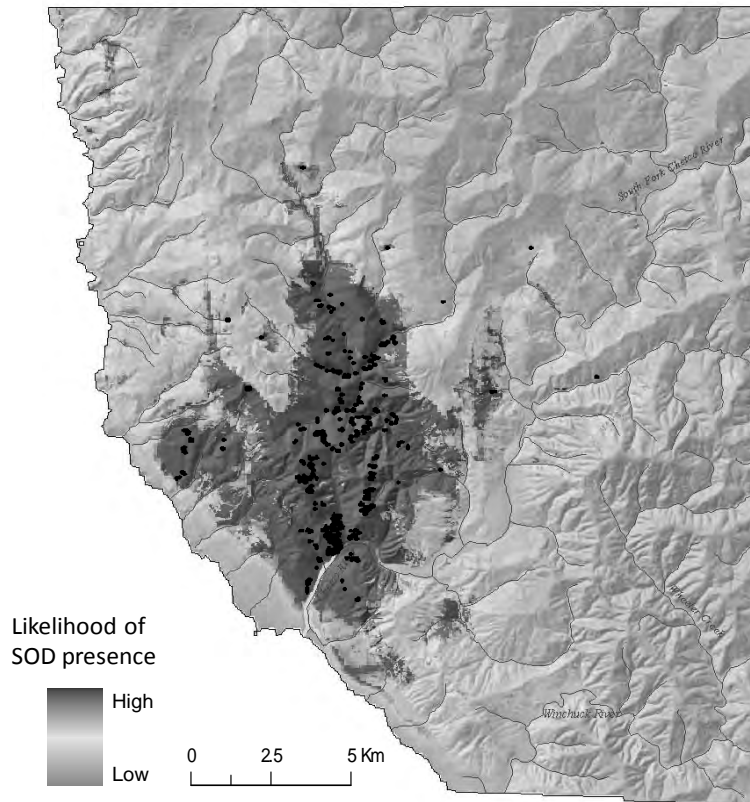 South Fork Chetco River
Winchuck River
Likelihood of
SOD presence
High
Low
0 2.5 5 Km